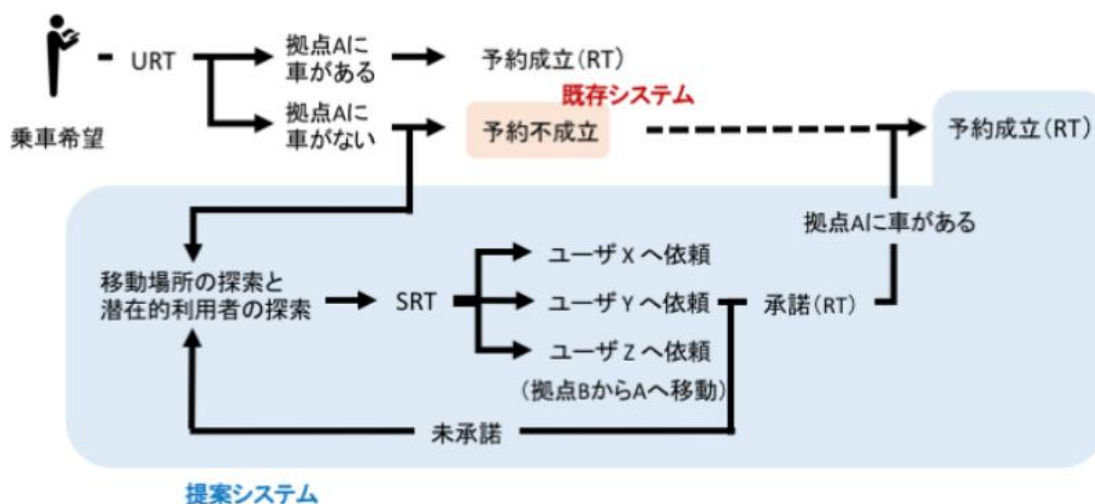 乗車希望
URT
拠点Aに
車がある
予約成立(RT)
既存システム
拠点Aに
車がない
予約不成立
予約成立(RT)
拠点Aに車がある
移動場所の探索と
潜在的利用者の探索
SRT
ユーザ X へ依頼
ユーザ Y へ依頼
承諾(RT)
ユーザ Z へ依頼
(拠点BからAへ移動)
未承諾
提案システム